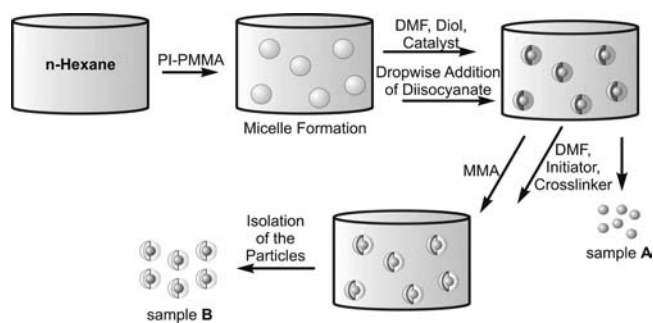 n-Hexane
PI-PMMA
Micelle Formation
DMF, Diol,
Catalyst
Dropwise Addition
of Diisocyanate
MMA
DMF,
Initiator,
Crosslinker
sample A
Isolation
of the
Particles
sample B